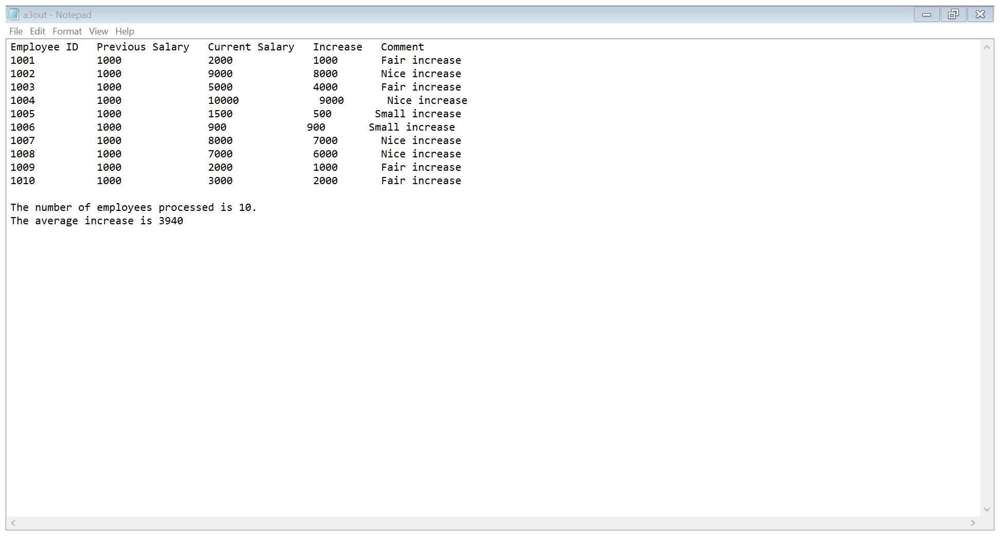 a3out - Notepad
File Edit Format View Help
Employee ID   Previous Salary   Current Salary   Increase   Comment
1001          1000              2000             1000       Fair increase
1002          1000              9000             8000       Nice increase
1003          1000              5000             4000       Fair increase
1004          1000              10000             9000       Nice increase
1005          1000              1500             500       Small increase
1006          1000              900             900       Small increase
1007          1000              8000             7000       Nice increase
1008          1000              7000             6000       Nice increase
1009          1000              2000             1000       Fair increase
1010          1000              3000             2000       Fair increase

The number of employees processed is 10.
The average increase is 3940